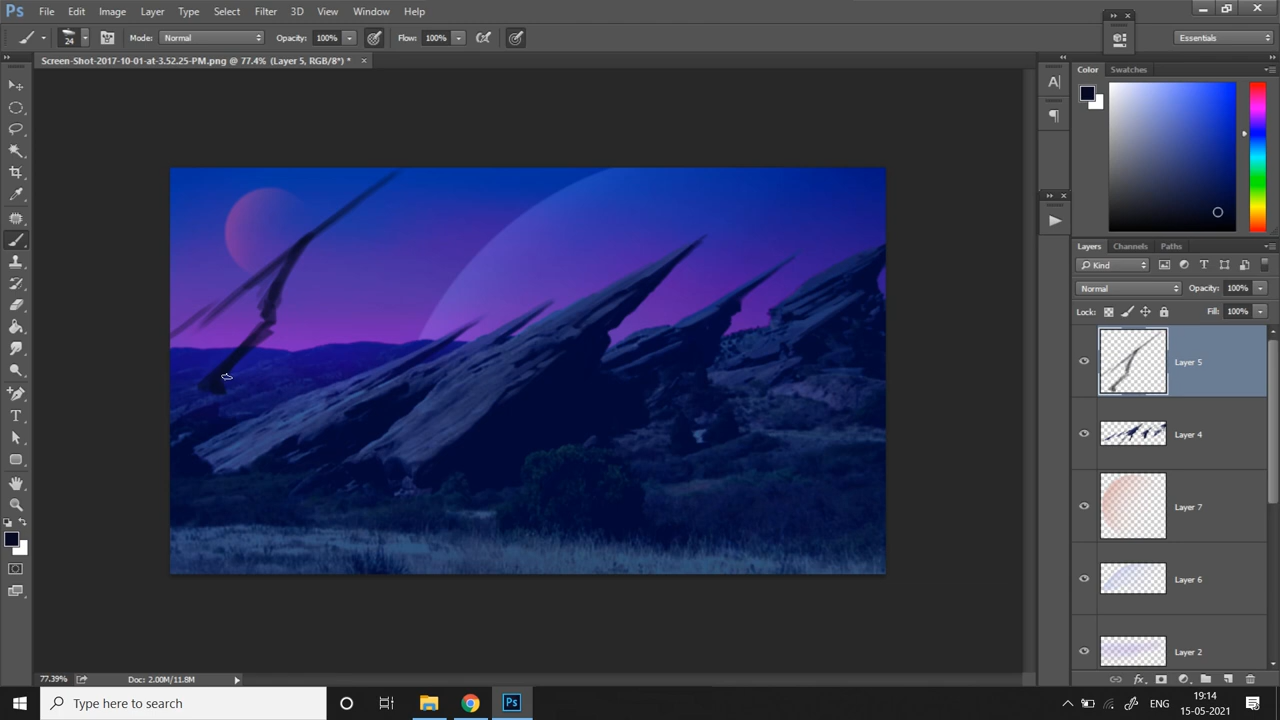 Ps File Edit Image Layer Type Select Filter 3D View Window Help
24 Mode: Normal Opacity: 100% Flow: 100% Essentials
Screen-Shot-2017-10-01-at-3.52.25-PM.png @ 77.4% (Layer 5, RGB/8*) *
Color Swatches
Layers Channels Paths
Kind
Normal Opacity: 100%
Lock: Fill: 100%
Layer 5
Layer 4
Layer 7
Layer 6
Layer 2
77.39% Doc: 2.00M/11.8M
Type here to search
Ps
ENG
19:14
15-05-2021